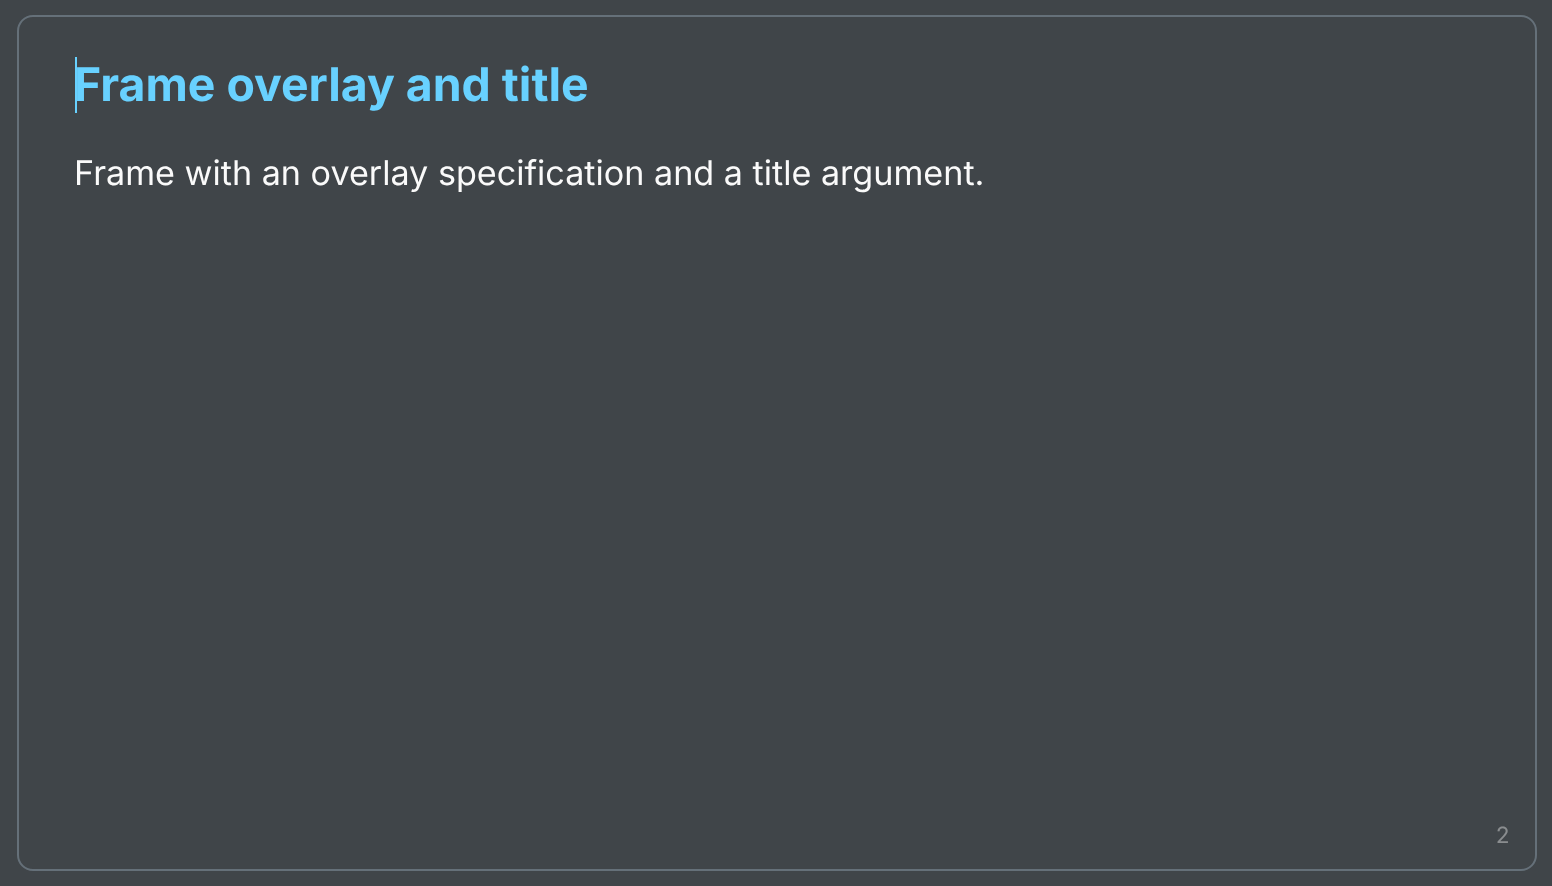 Frame overlay and title
Frame with an overlay specification and a title argument.
2